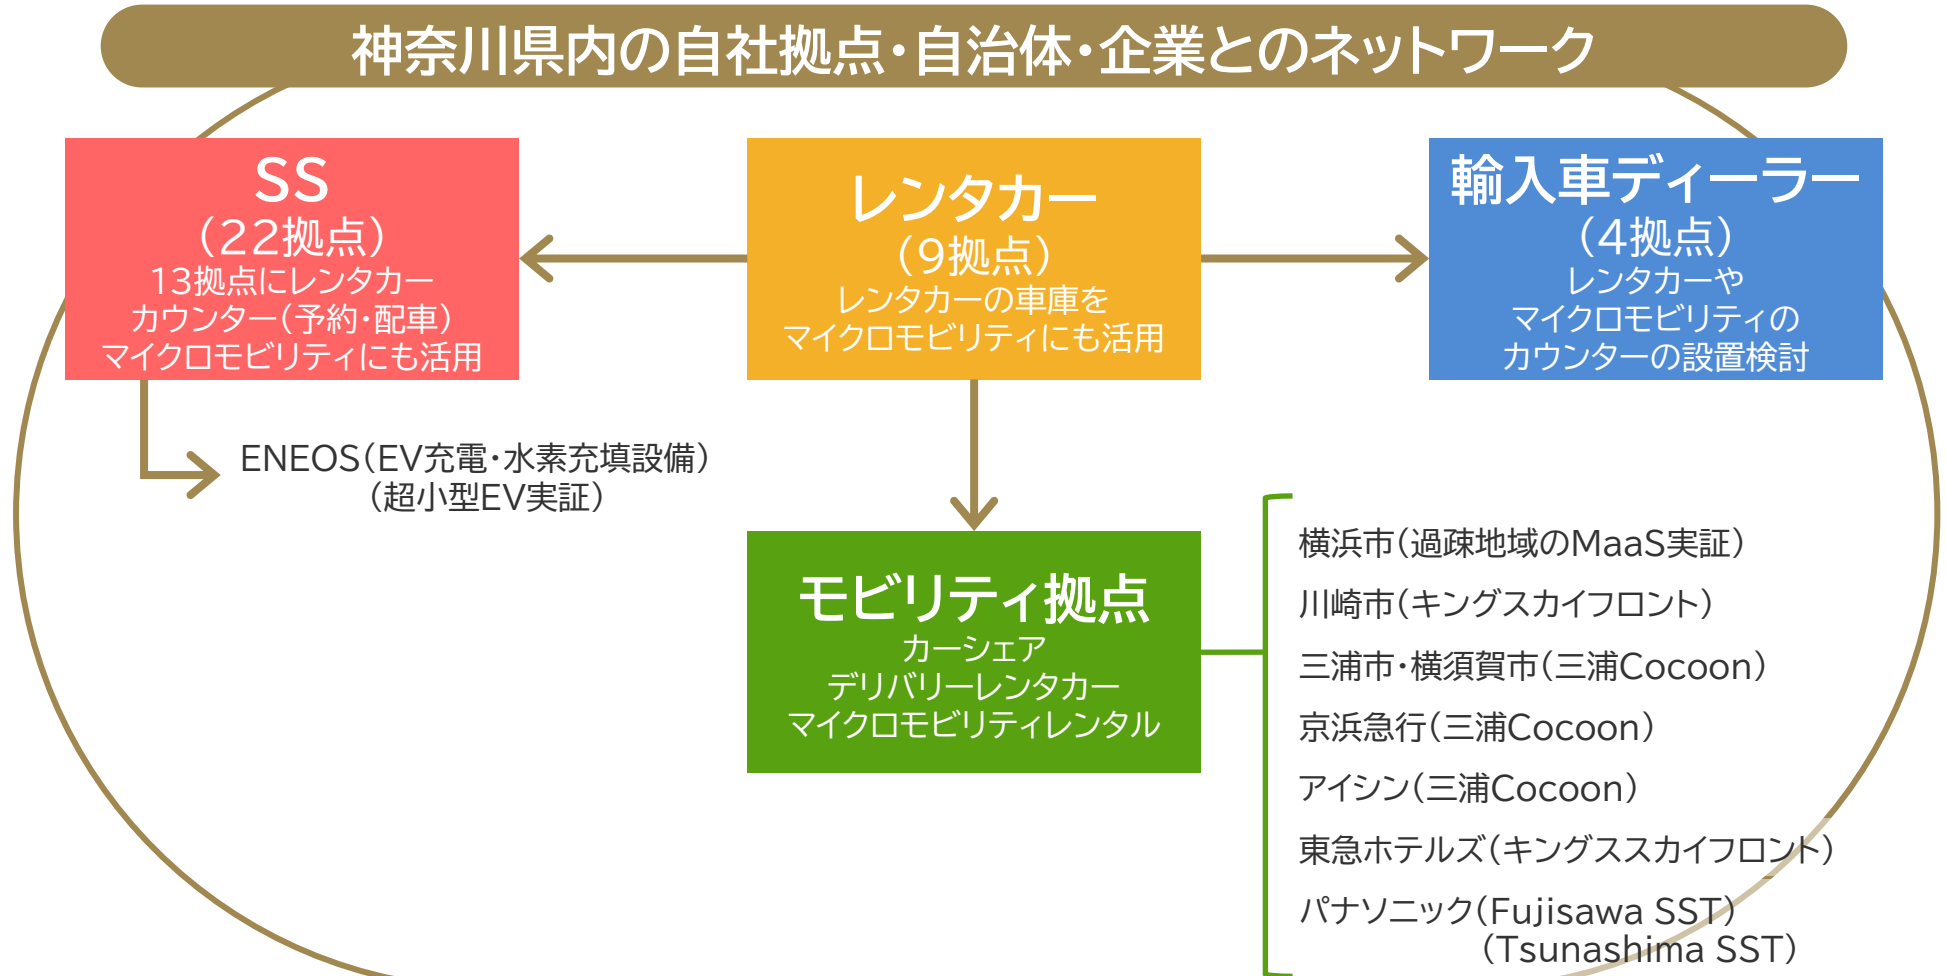 神奈川県内の自社拠点・自治体・企業とのネットワーク
SS
（22拠点）
13拠点にレンタカー
カウンター（予約・配車）
マイクロモビリティにも活用
レンタカー
（9拠点）
レンタカーの車庫を
マイクロモビリティにも活用
輸入車ディーラー
（4拠点）
レンタカーや
マイクロモビリティの
カウンターの設置検討
ENEOS（EV充電・水素充填設備）
（超小型EV実証）
モビリティ拠点
カーシェア
デリバリーレンタカー
マイクロモビリティレンタル
横浜市（過疎地域のMaaS実証）
川崎市（キングスカイフロント）
三浦市・横須賀市（三浦Cocoon）
京浜急行（三浦Cocoon）
アイシン（三浦Cocoon）
東急ホテルズ（キングススカイフロント）
パナソニック（Fujisawa SST）
（Tsunashima SST）